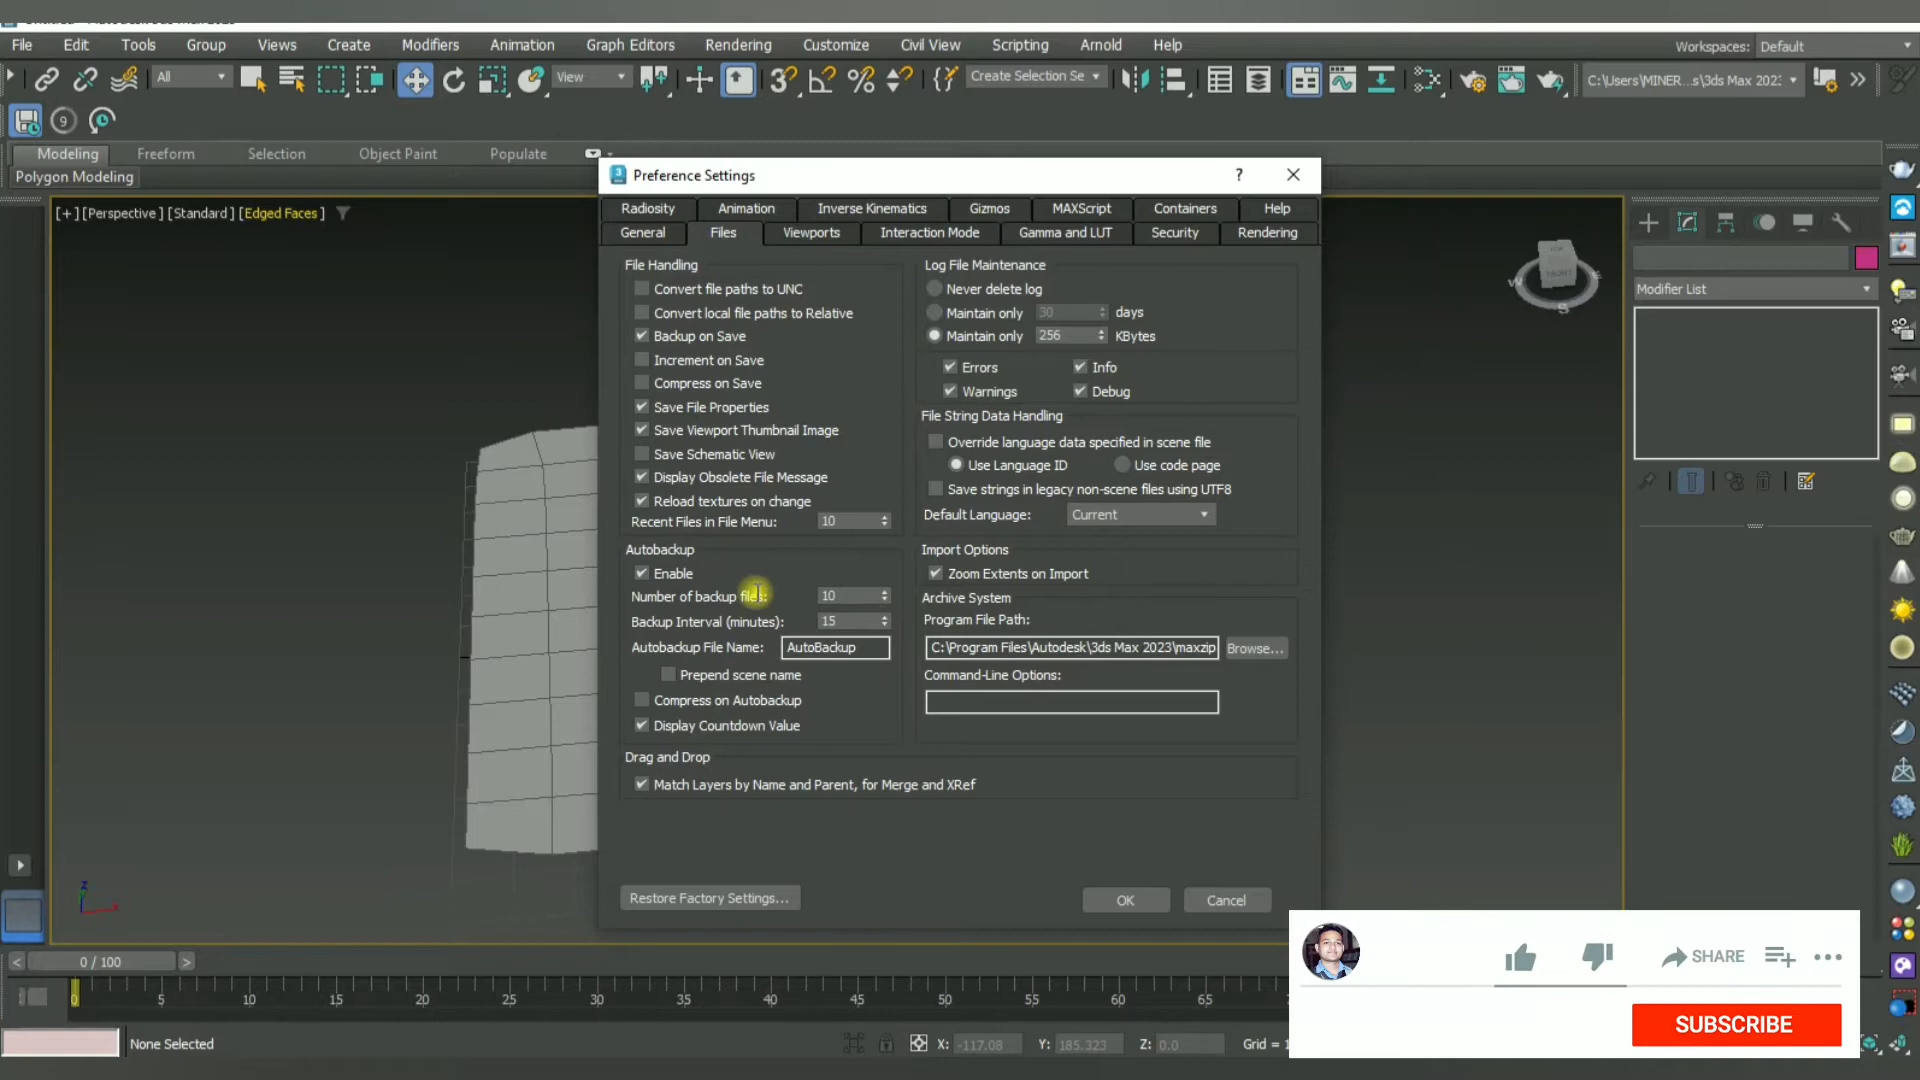 File Edit Tools Group Views Create Modifiers Animation Graph Editors Rendering Customize Civil View Scripting Arnold Help Workspaces: Default
All View Create Selection Se C:\Users\MINER...s\3ds Max 202
9
Modeling Freeform Selection Object Paint Populate
Polygon Modeling
[+] [Perspective] [Standard] [Edged Faces]
Preference Settings ?
Radiosity Animation Inverse Kinematics Gizmos MAXScript Containers Help
General Files Viewports Interaction Mode Gamma and LUT Security Rendering
File Handling
Convert file paths to UNC
Convert local file paths to Relative
Backup on Save
Increment on Save
Compress on Save
Save File Properties
Save Viewport Thumbnail Image
Save Schematic View
Display Obsolete File Message
Reload textures on change
Recent Files in File Menu: 10
Autobackup
Enable
Number of backup files: 10
Backup Interval (minutes): 15
Autobackup File Name: AutoBackup
Prepend scene name
Compress on Autobackup
Display Countdown Value
Drag and Drop
Match Layers by Name and Parent, for Merge and XRef
Log File Maintenance
Never delete log
Maintain only 30 days
Maintain only 256 KBytes
Errors Info
Warnings Debug
File String Data Handling
Override language data specified in scene file
Use Language ID Use code page
Save strings in legacy non-scene files using UTF8
Default Language: Current
Import Options
Zoom Extents on Import
Archive System
Program File Path:
C:\Program Files\Autodesk\3ds Max 2023\maxzip Browse...
Command-Line Options:
Restore Factory Settings... OK Cancel
Modifier List
FRONT
W S
z x
0 / 100
0 5 10 15 20 25 30 35 40 45 50 55 60 65
None Selected X: -117.08 Y: 185.323 Z: 0.0 Grid = 1
SHARE
SUBSCRIBE